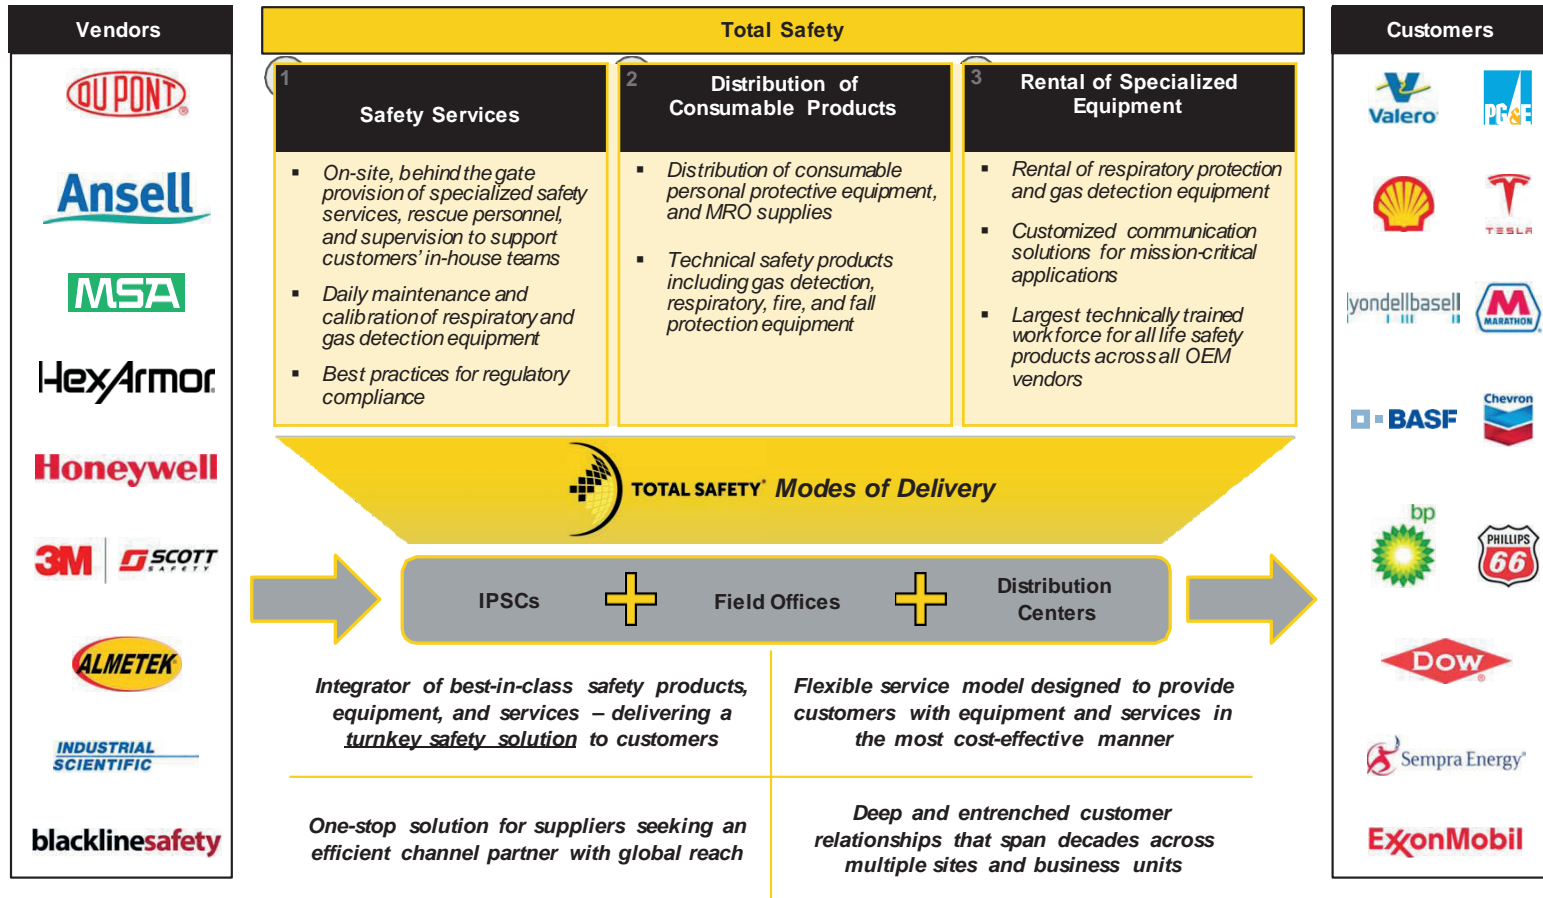 Vendors
DU PONT
Ansell
MSA
HexArmor
Honeywell
3M
SCOTT
SAFETY
ALMETEK
INDUSTRIAL
SCIENTIFIC
blacklinesafety
Total Safety
1
Safety Services
▪ On-site, behind the gate
provision of specialized safety
services, rescue personnel,
and supervision to support
customers' in-house teams
▪ Daily maintenance and
calibration of respiratory and
gas detection equipment
▪ Best practices for regulatory
compliance
2
Distribution of
Consumable Products
▪ Distribution of consumable
personal protective equipment,
and MRO supplies
▪ Technical safety products
including gas detection,
respiratory, fire, and fall
protection equipment
3
Rental of Specialized
Equipment
▪ Rental of respiratory protection
and gas detection equipment
▪ Customized communication
solutions for mission-critical
applications
▪ Largest technically trained
workforce for all life safety
products across all OEM
vendors
TOTAL SAFETY® Modes of Delivery
IPSCs
Field Offices
Distribution
Centers
Integrator of best-in-class safety products,
equipment, and services – delivering a
turnkey safety solution to customers
Flexible service model designed to provide
customers with equipment and services in
the most cost-effective manner
One-stop solution for suppliers seeking an
efficient channel partner with global reach
Deep and entrenched customer
relationships that span decades across
multiple sites and business units
Customers
Valero
PG&E
TESLA
lyondellbasell
M
MARATHON
BASF
Chevron
bp
PHILLIPS
66
DOW
Sempra Energy®
ExxonMobil